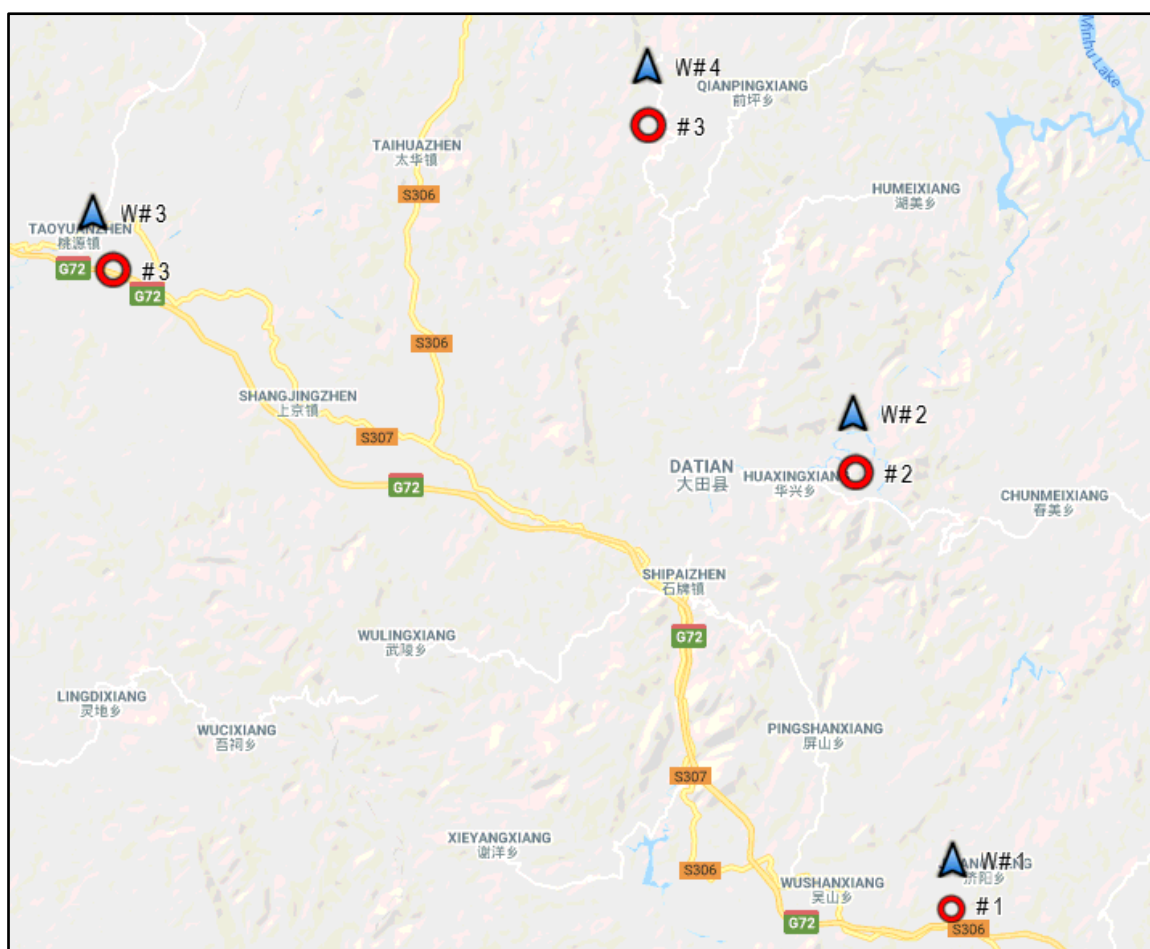 Minhu Lake
W#4
QIANPINGXIANG
前坪乡
#3
TAIHUAZHEN
太华镇
S306
HUMEIXIANG
湖美乡
W#3
TAOYUANZHEN
桃源镇
G72
#3
G72
S306
SHANGJINGZHEN
上京镇
S307
W#2
DATIAN
大田县
HUAXINGXIANG
华兴乡
#2
G72
CHUNMEIXIANG
春美乡
SHIPAIZHEN
石牌镇
WULINGXIANG
武陵乡
G72
LINGDIXIANG
灵地乡
WUCIXIANG
吾祠乡
PINGSHANXIANG
屏山乡
S307
XIEYANGXIANG
谢洋乡
W#1
济阳乡
S306
WUSHANXIANG
吴山乡
#1
G72
S306